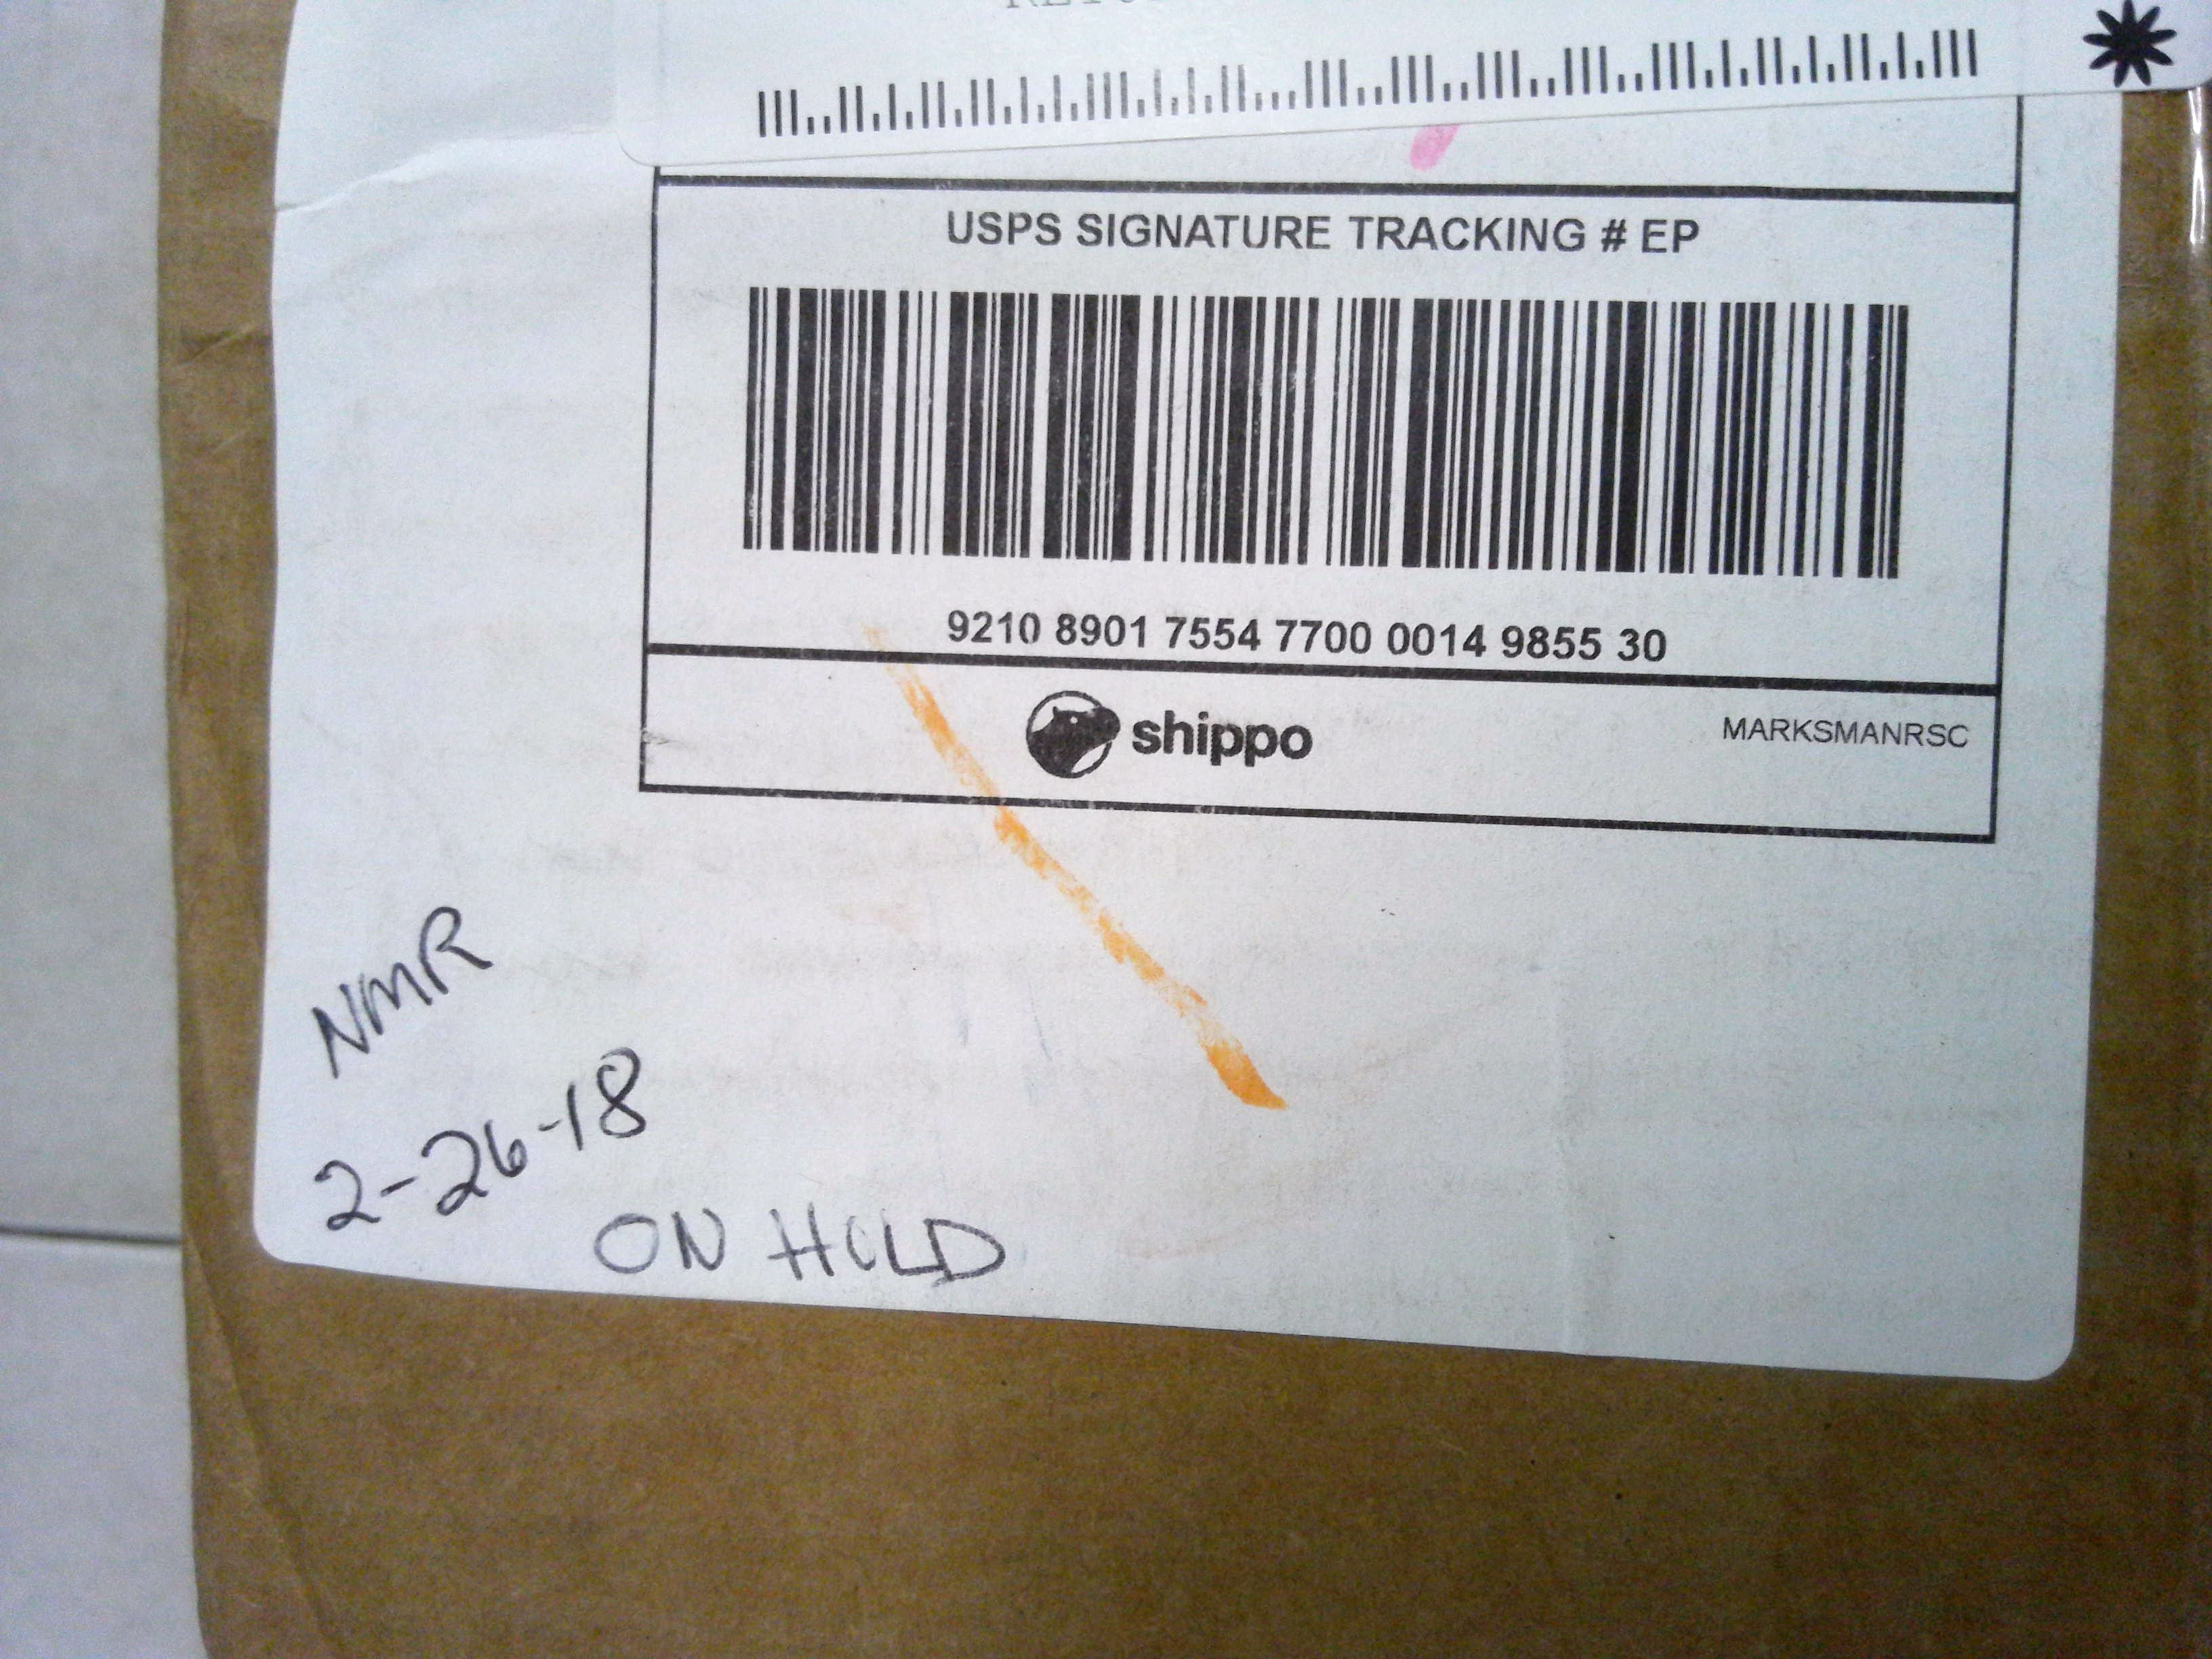 USPS SIGNATURE TRACKING # EP
9210 8901 7554 7700 0014 9855 30
shippo
MARKSMANRSC
NMR
2-26-18
ON HOLD